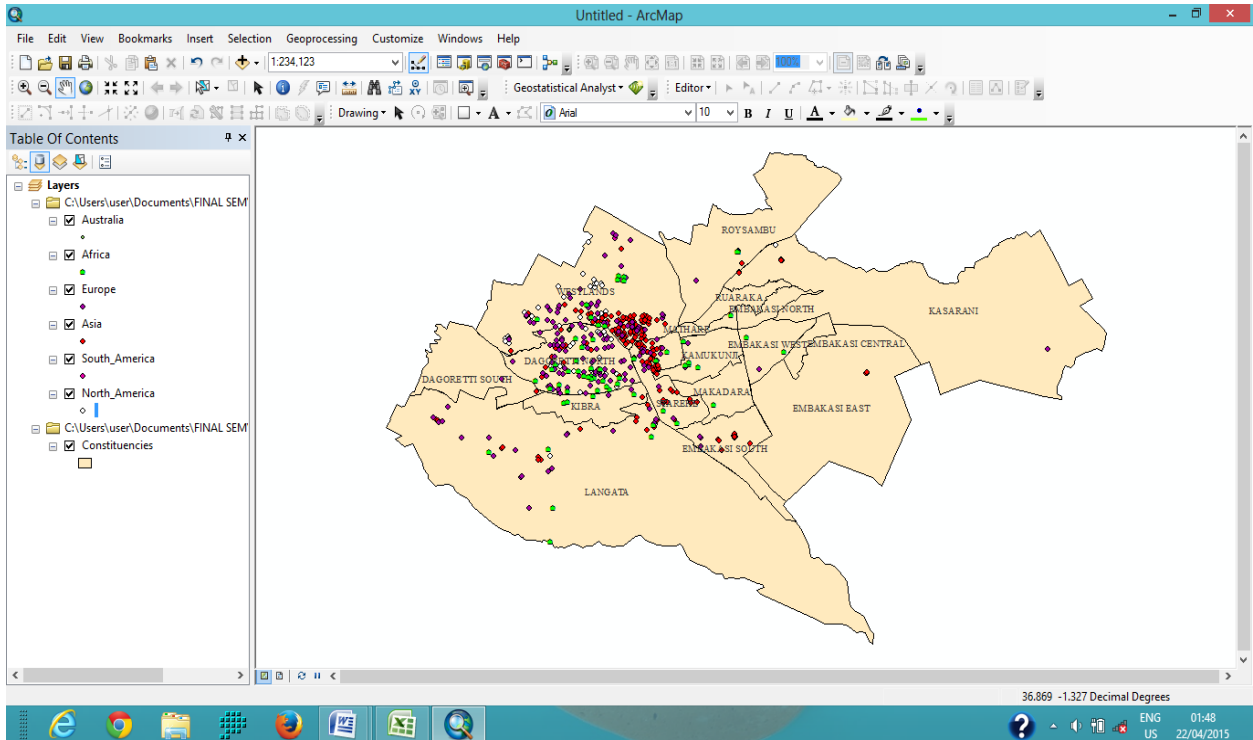 Untitled - ArcMap
File Edit View Bookmarks Insert Selection Geoprocessing Customize Windows Help
1:234,123
100%
Geostatistical Analyst
Editor
Drawing
A
Arial
10
B I U A
Table Of Contents
Layers
C:\Users\user\Documents\FINAL SEM
Australia
Africa
Europe
Asia
South_America
North_America
C:\Users\user\Documents\FINAL SEM
Constituencies
ROYSAMBU
WESTLANDS
RUARAKA
EMBAKASI NORTH
KASARANI
MATHARE
EMBAKASI WEST
EMBAKASI CENTRAL
DAGORETTI NORTH
KAMUKUNJI
DAGORETTI SOUTH
MAKADARA
KIBRA
STAREHE
EMBAKASI EAST
EMBAKASI SOUTH
LANGATA
36.869 -1.327 Decimal Degrees
ENG
US
01:48
22/04/2015